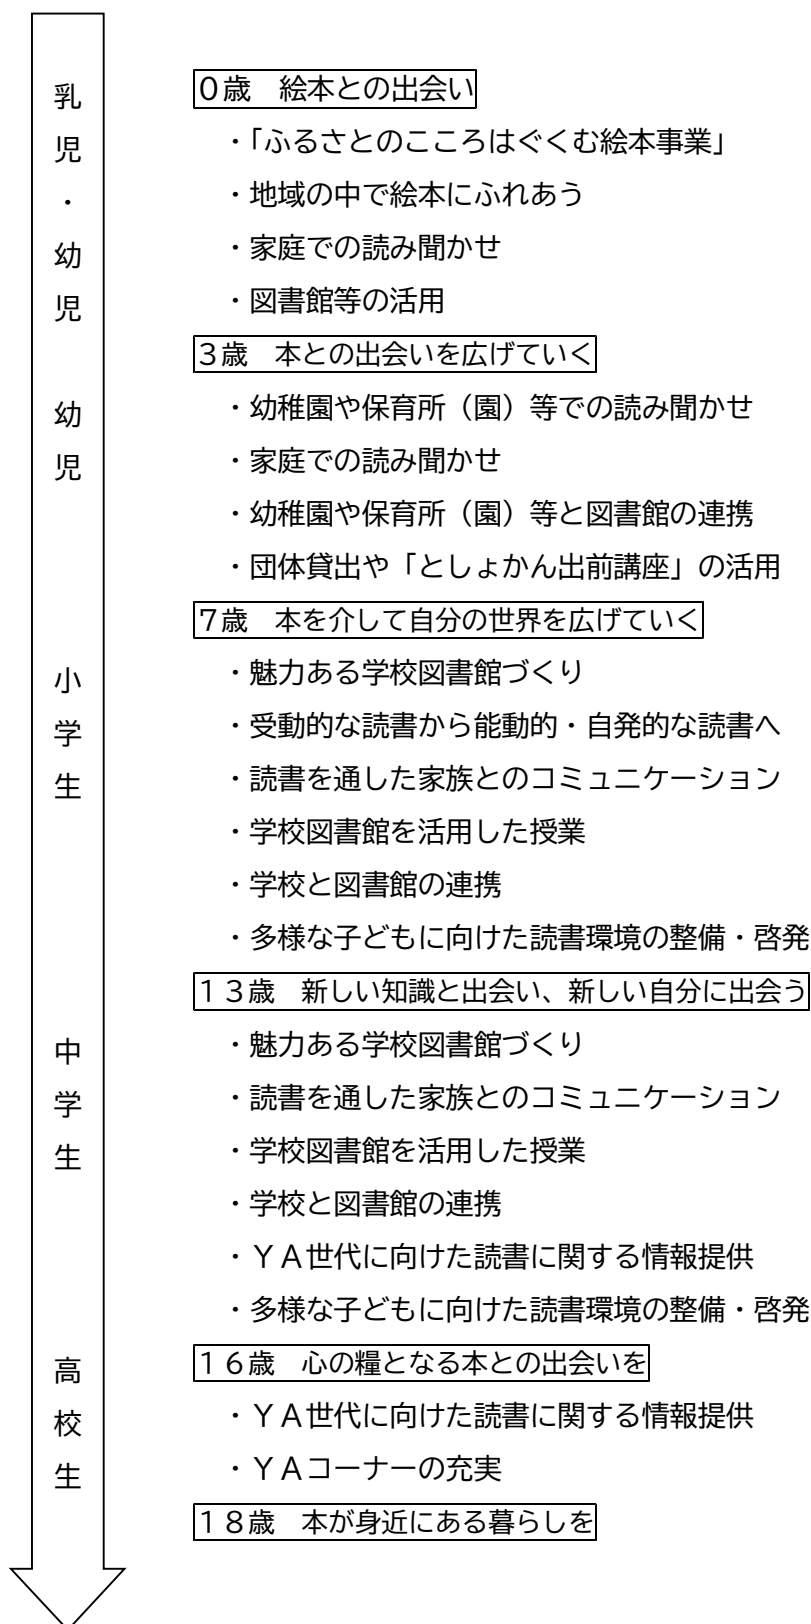 乳児・幼児
０歳　絵本との出会い
・「ふるさとのこころはぐくむ絵本事業」
・地域の中で絵本にふれあう
・家庭での読み聞かせ
・図書館等の活用
幼児
３歳　本との出会いを広げていく
・幼稚園や保育所（園）等での読み聞かせ
・家庭での読み聞かせ
・幼稚園や保育所（園）等と図書館の連携
・団体貸出や「としょかん出前講座」の活用
小学生
７歳　本を介して自分の世界を広げていく
・魅力ある学校図書館づくり
・受動的な読書から能動的・自発的な読書へ
・読書を通した家族とのコミュニケーション
・学校図書館を活用した授業
・学校と図書館の連携
・多様な子どもに向けた読書環境の整備・啓発
中学生
１３歳　新しい知識と出会い、新しい自分に出会う
・魅力ある学校図書館づくり
・読書を通した家族とのコミュニケーション
・学校図書館を活用した授業
・学校と図書館の連携
・ＹＡ世代に向けた読書に関する情報提供
・多様な子どもに向けた読書環境の整備・啓発
高校生
１６歳　心の糧となる本との出会いを
・ＹＡ世代に向けた読書に関する情報提供
・ＹＡコーナーの充実
１８歳　本が身近にある暮らしを